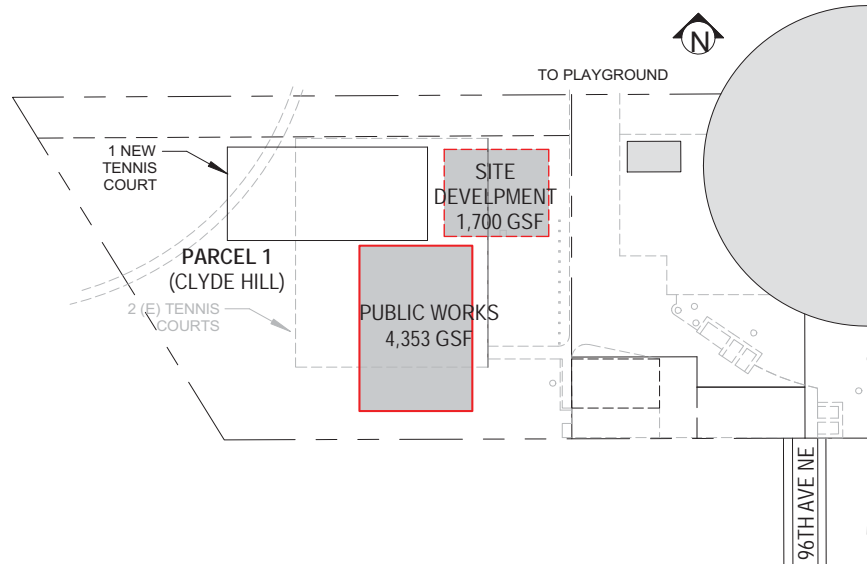 N
TO PLAYGROUND
1 NEW
TENNIS
COURT
SITE
DEVELPMENT
1,700 GSF
PARCEL 1
(CLYDE HILL)
2 (E) TENNIS
COURTS
PUBLIC WORKS
4,353 GSF
96TH AVE NE